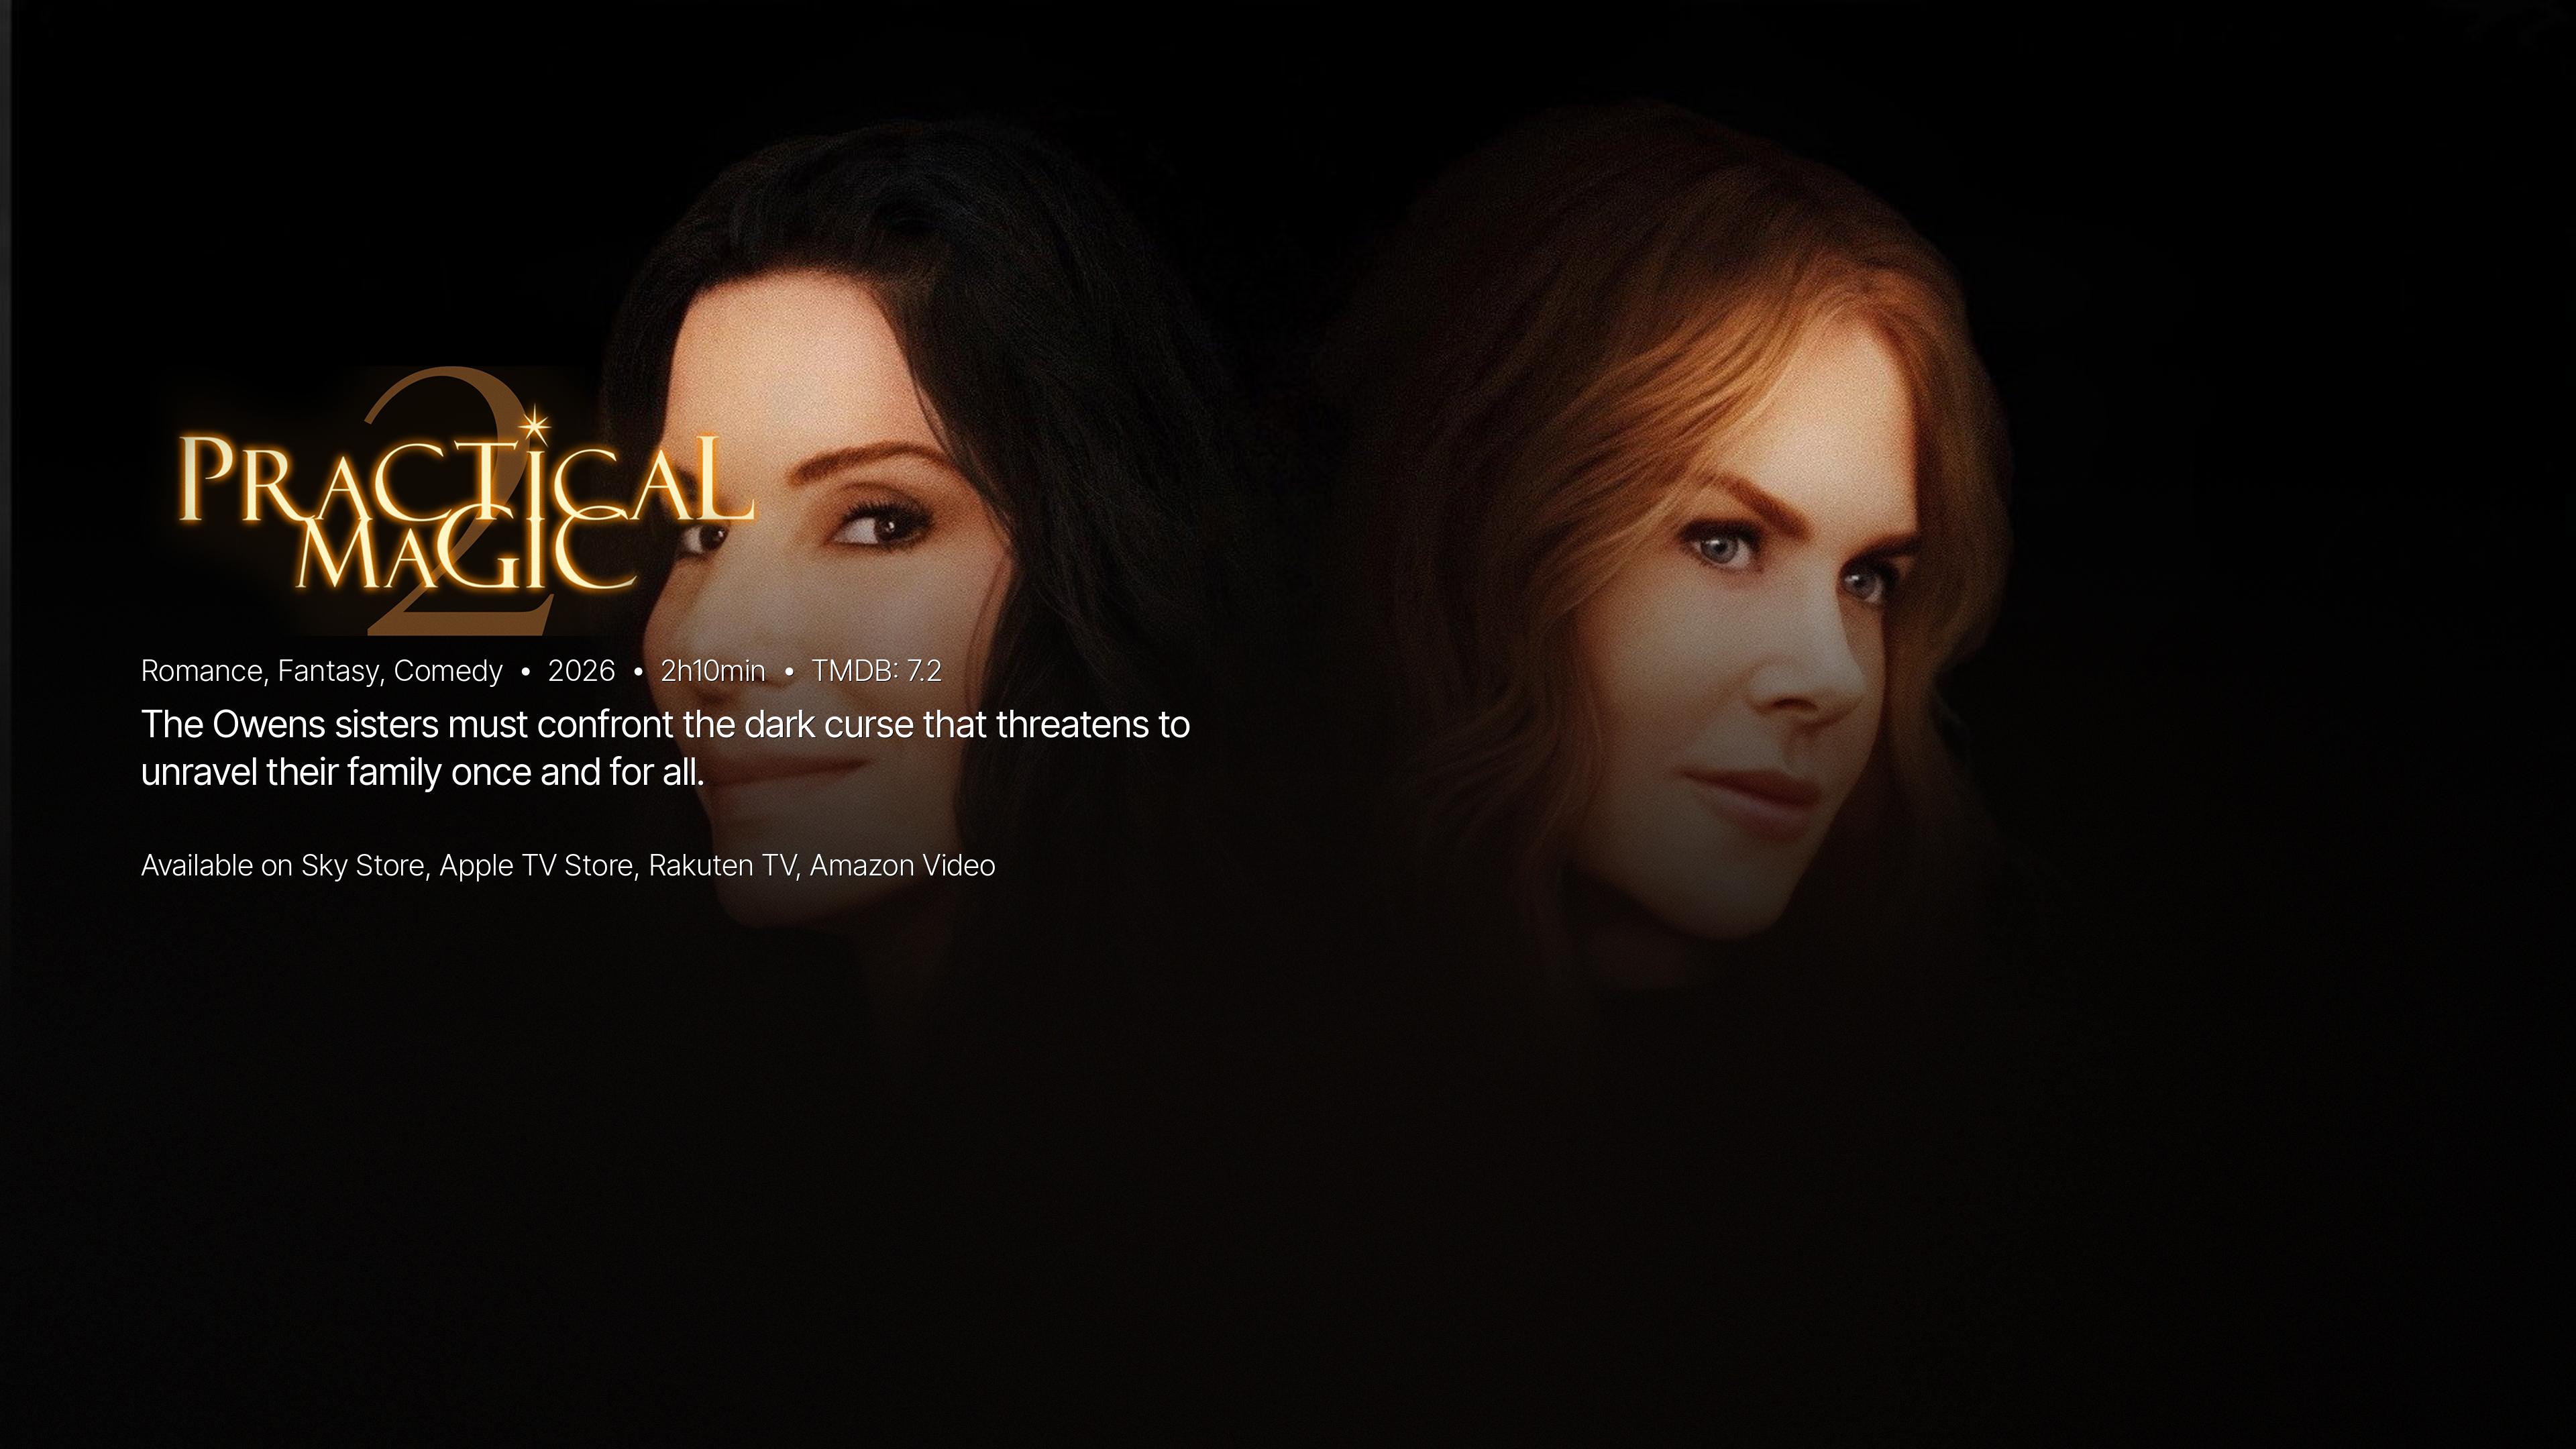 PRACTICAL
MAGIC
2
Romance, Fantasy, Comedy • 2026 • 2h10min • TMDB: 7.2
The Owens sisters must confront the dark curse that threatens to
unravel their family once and for all.
Available on Sky Store, Apple TV Store, Rakuten TV, Amazon Video